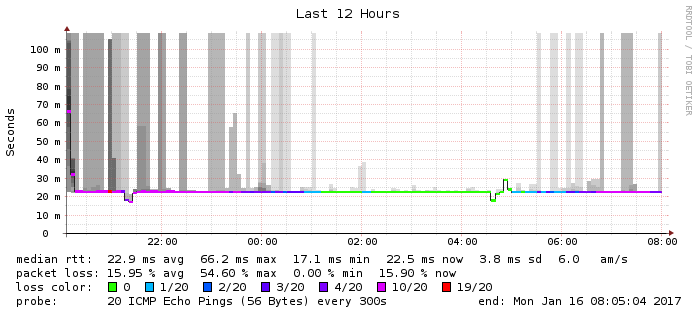 Last 12 Hours
RRDTOOL / TOBI OETIKER
Seconds
100 m
90 m
80 m
70 m
60 m
50 m
40 m
30 m
20 m
10 m
0
22:00 00:00 02:00 04:00 06:00 08:00
median rtt: 22.9 ms avg 66.2 ms max 17.1 ms min 22.5 ms now 3.8 ms sd 6.0 am/s
packet loss: 15.95 % avg 54.60 % max 0.00 % min 15.90 % now
loss color: 0 1/20 2/20 3/20 4/20 10/20 19/20
probe: 20 ICMP Echo Pings (56 Bytes) every 300s end: Mon Jan 16 08:05:04 2017